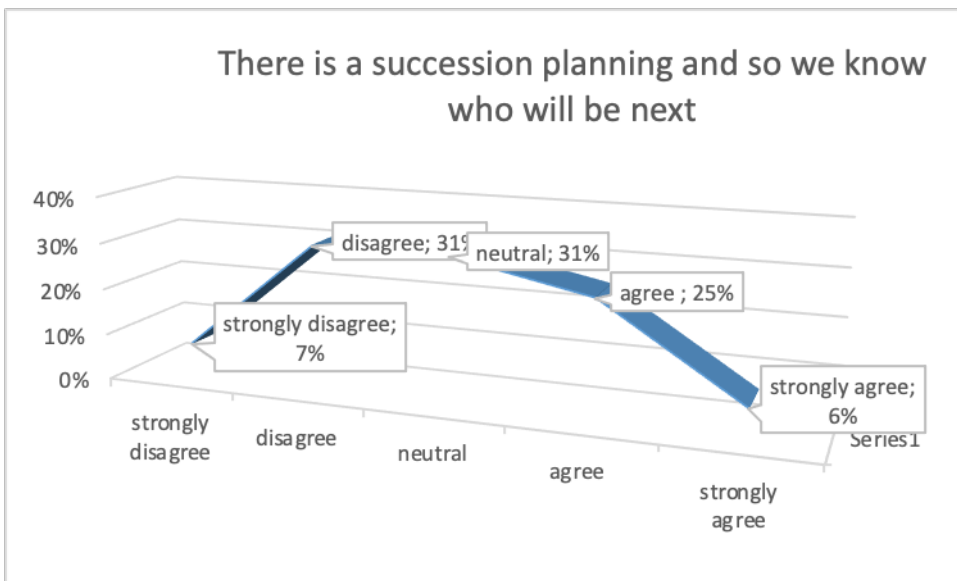 There is a succession planning and so we know
who will be next
40%
30%
20%
10%
0%
disagree; 31%
neutral; 31%
agree ; 25%
strongly disagree;
7%
strongly agree;
6%
Series1
strongly
disagree
disagree
neutral
agree
strongly
agree